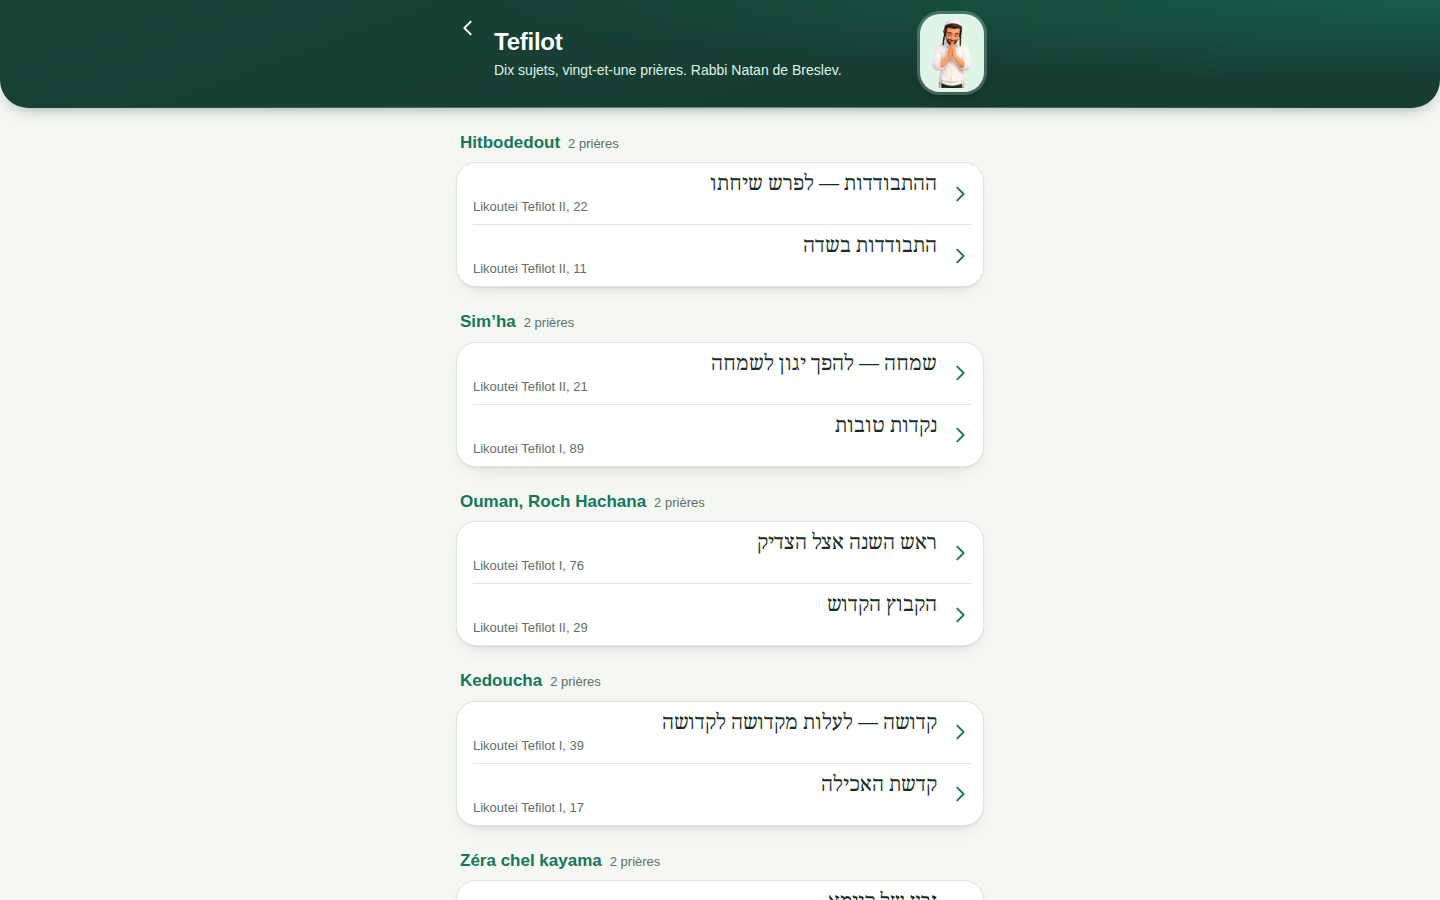 Tefilot
Dix sujets, vingt-et-une prières. Rabbi Natan de Breslev.
Hitbodedout 2 prières
ההתבודדות — לפרש שיחתו
Likoutei Tefilot II, 22
התבודדות בשדה
Likoutei Tefilot II, 11
Sim’ha 2 prières
שמחה — להפך יגון לשמחה
Likoutei Tefilot II, 21
נקדות טובות
Likoutei Tefilot I, 89
Ouman, Roch Hachana 2 prières
ראש השנה אצל הצדיק
Likoutei Tefilot I, 76
הקבוץ הקדוש
Likoutei Tefilot II, 29
Kedoucha 2 prières
קדושה — לעלות מקדושה לקדושה
Likoutei Tefilot I, 39
קדשת האכילה
Likoutei Tefilot I, 17
Zéra chel kayama 2 prières